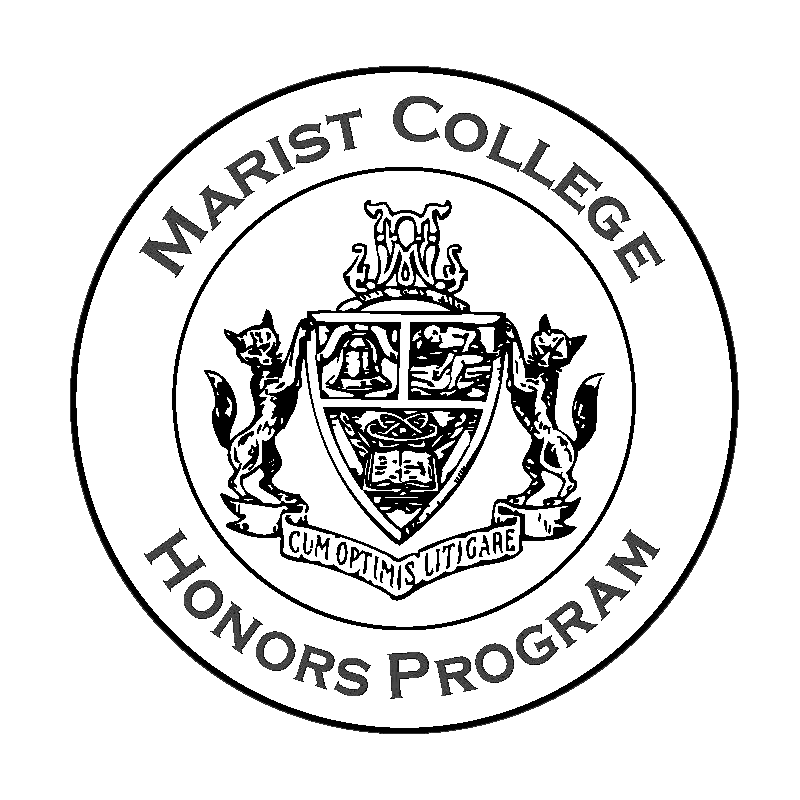 MARIST COLLEGE
CUM OPTIMIS LITIGARE
HONORS PROGRAM